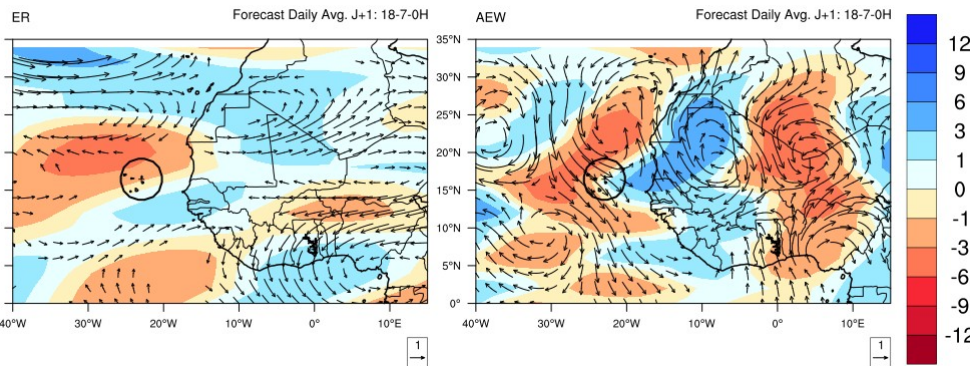 ER
Forecast Daily Avg. J+1: 18-7-0H
35°N
30°N
25°N
20°N
15°N
10°N
5°N
0°
40°W
30°W
20°W
10°W
0°
10°E
1
AEW
Forecast Daily Avg. J+1: 18-7-0H
40°W
30°W
20°W
10°W
0°
10°E
1
12
9
6
3
1
0
-1
-3
-6
-9
-12